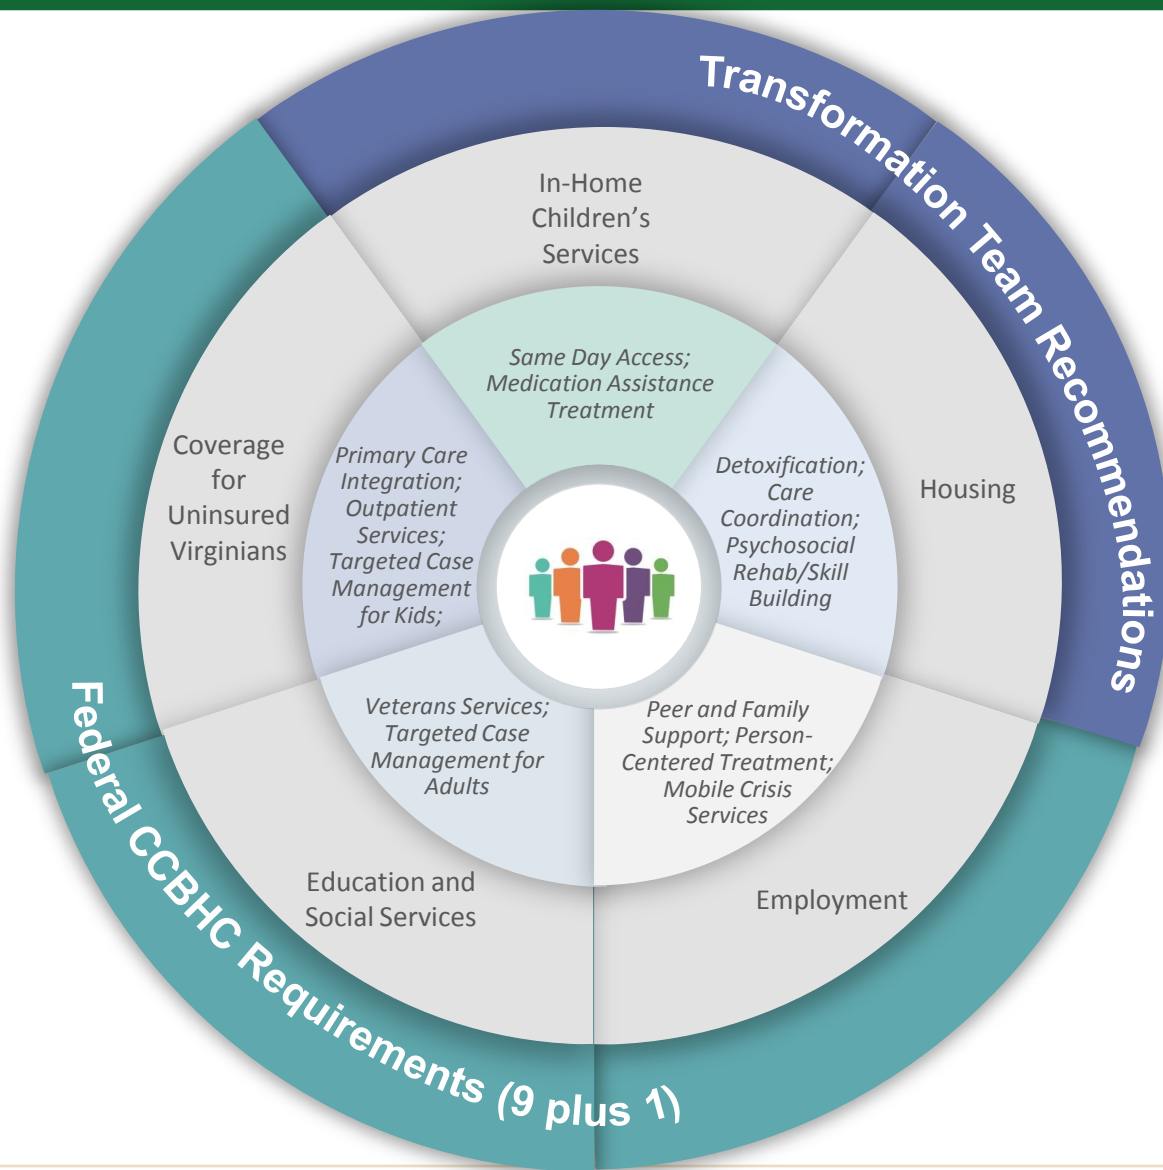 Transformation Team Recommendations
In-Home
Children’s
Services
Same Day Access;
Medication Assistance
Treatment
Coverage
for
Uninsured
Virginians
Primary Care
Integration;
Outpatient
Services;
Targeted Case
Management
for Kids;
Detoxification;
Care
Coordination;
Psychosocial
Rehab/Skill
Building
Housing
Veterans Services;
Targeted Case
Management for
Adults
Peer and Family
Support; Person-
Centered Treatment;
Mobile Crisis
Services
Education and
Social Services
Employment
Federal CCBHC Requirements (9 plus 1)